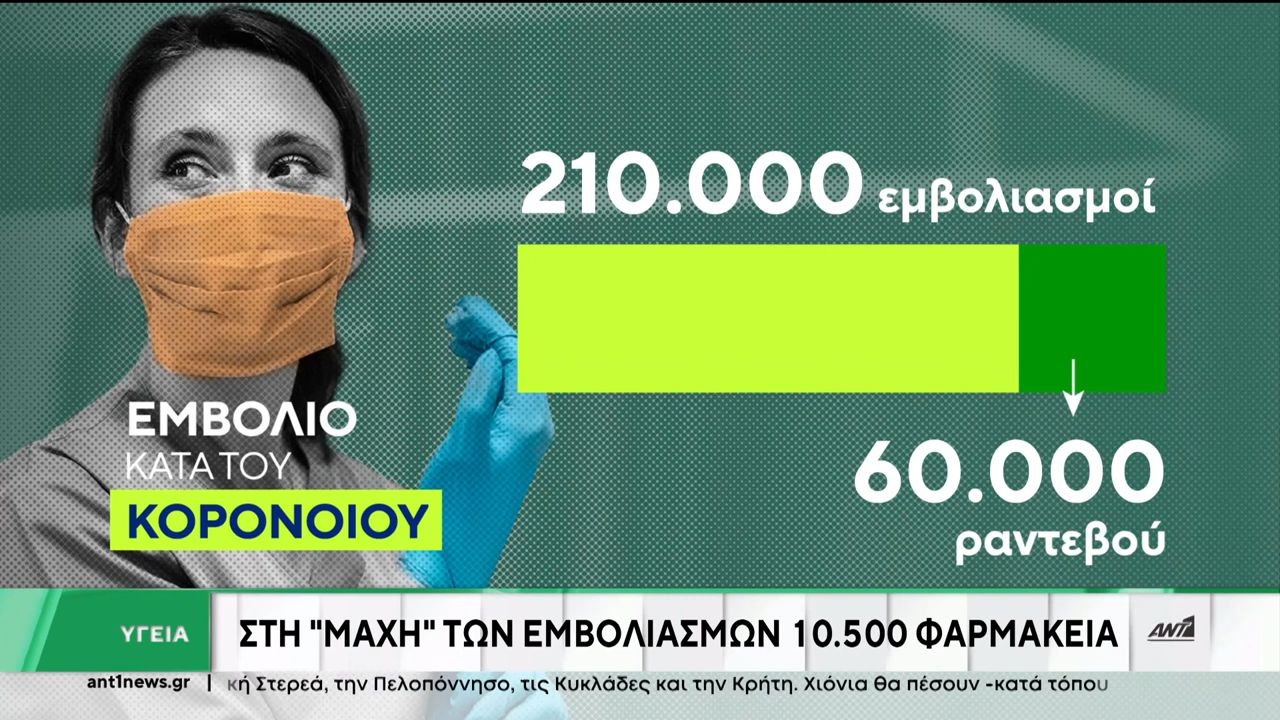 210.000 εμβολιασμοί
ΕΜΒΟΛΙΟ
ΚΑΤΑ ΤΟΥ
ΚΟΡΟΝΟΙΟΥ
60.000
ραντεβού
ΥΓΕΙΑ
ΣΤΗ "ΜΑΧΗ" ΤΩΝ ΕΜΒΟΛΙΑΣΜΩΝ 10.500 ΦΑΡΜΑΚΕΙΑ
ΑΝΤ1
ant1news.gr | κή Στερεά, την Πελοπόννησο, τις Κυκλάδες και την Κρήτη. Χιόνια θα πέσουν -κατά τόπου